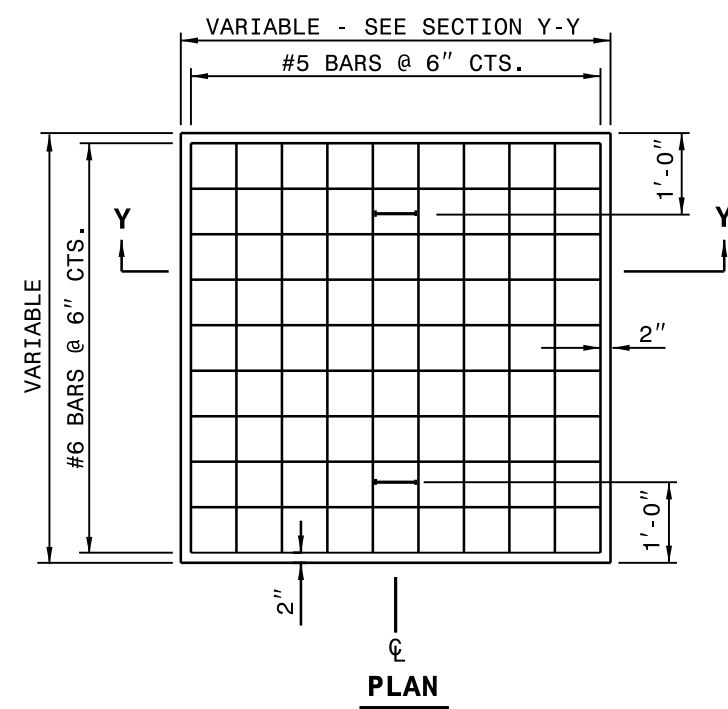 VARIABLE - SEE SECTION Y-Y
#5 BARS @ 6" CTS.
1'-0"
Y
Y
VARIABLE
#6 BARS @ 6" CTS.
2"
1'-0"
2"
℄
PLAN